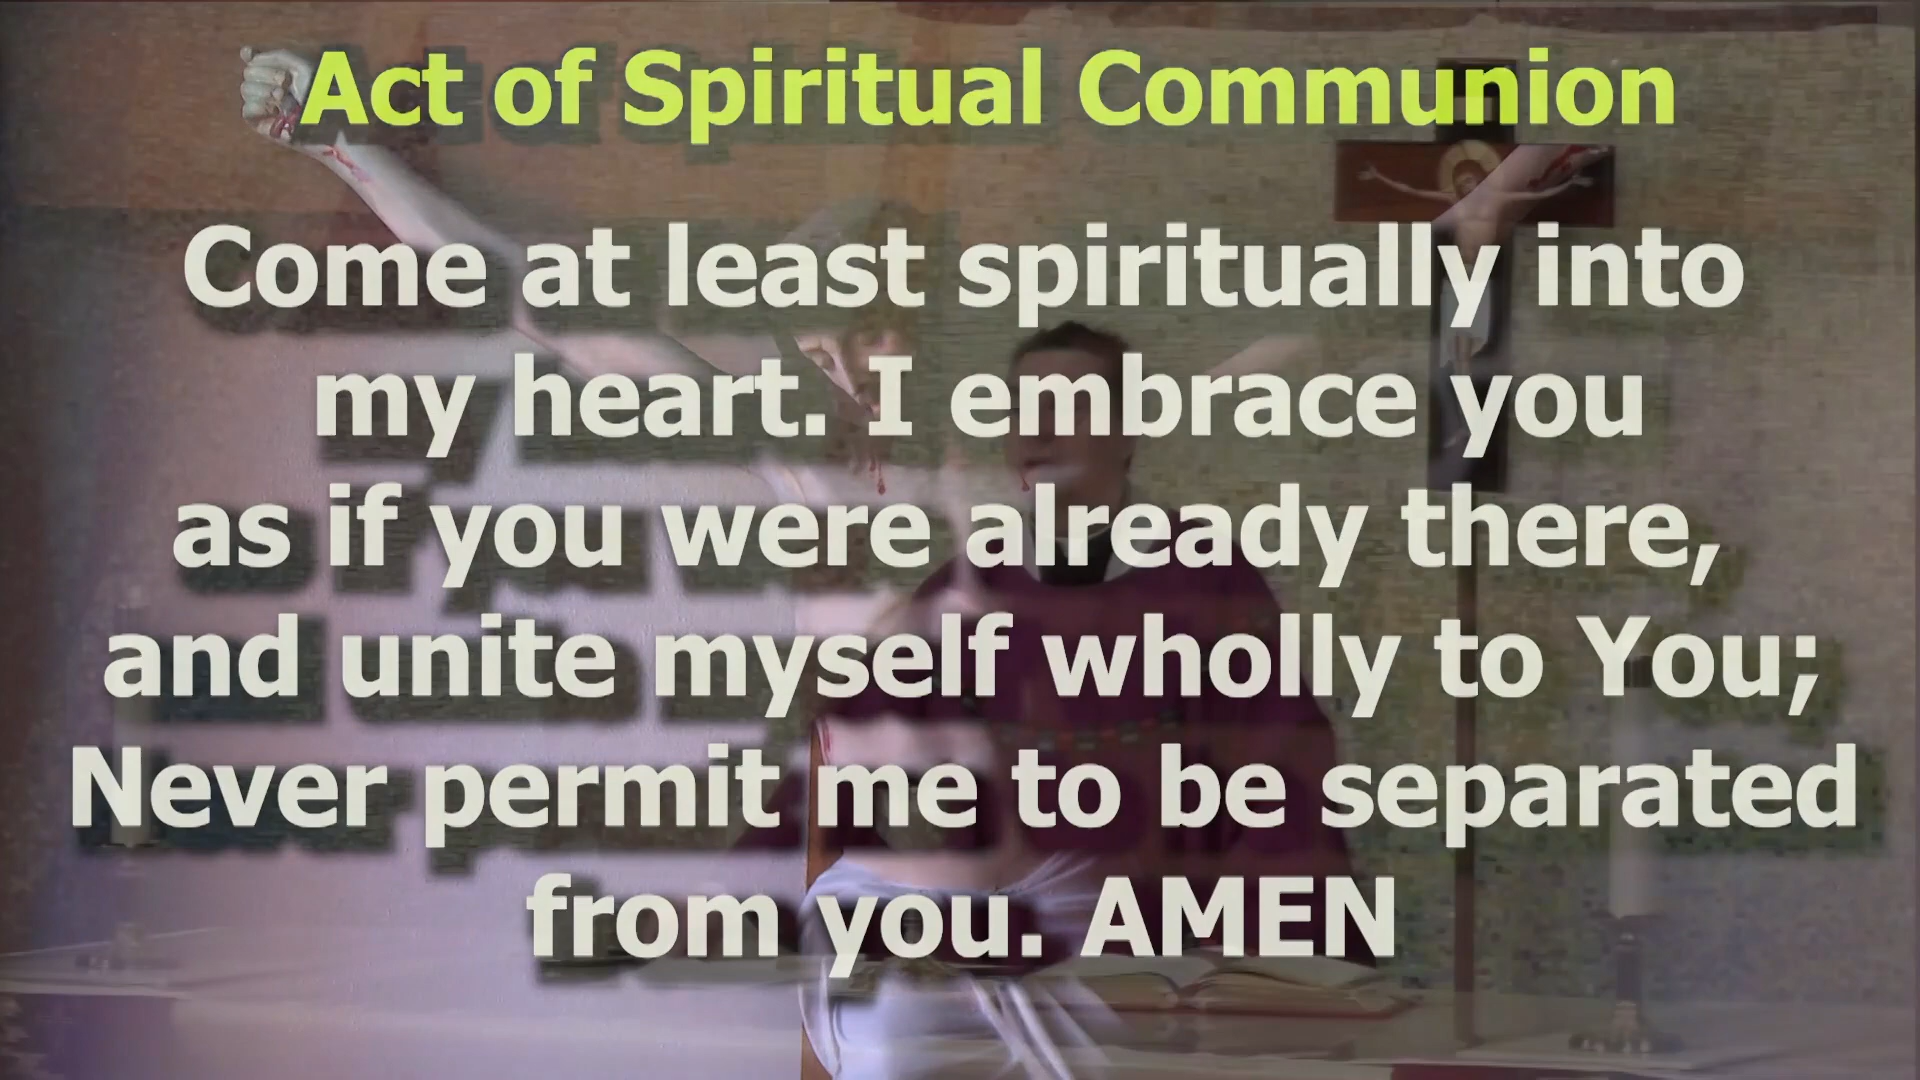 Act of Spiritual Communion
Come at least spiritually into
my heart. I embrace you
as if you were already there,
and unite myself wholly to You;
Never permit me to be separated
from you. AMEN